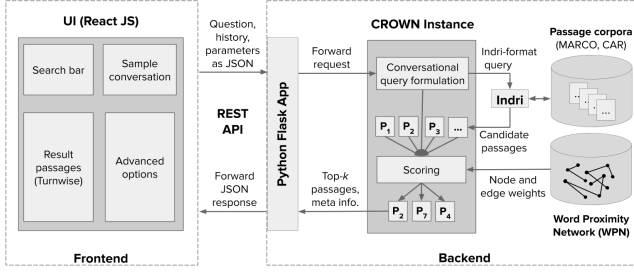 UI (React JS)
Search bar
Sample
conversation
Result
passages
(Turnwise)
Advanced
options
Frontend
Question,
history,
parameters
as JSON
REST
API
Forward
JSON
response
Python Flask App
Forward
request
Top-k
passages,
meta info.
CROWN Instance
Conversational
query formulation
P1
P2
P3
...
Scoring
P2
P7
P4
Indri-format
query
Indri
Candidate
passages
Node and
edge weights
Passage corpora
(MARCO, CAR)
...
...
...
...
Word Proximity
Network (WPN)
Backend